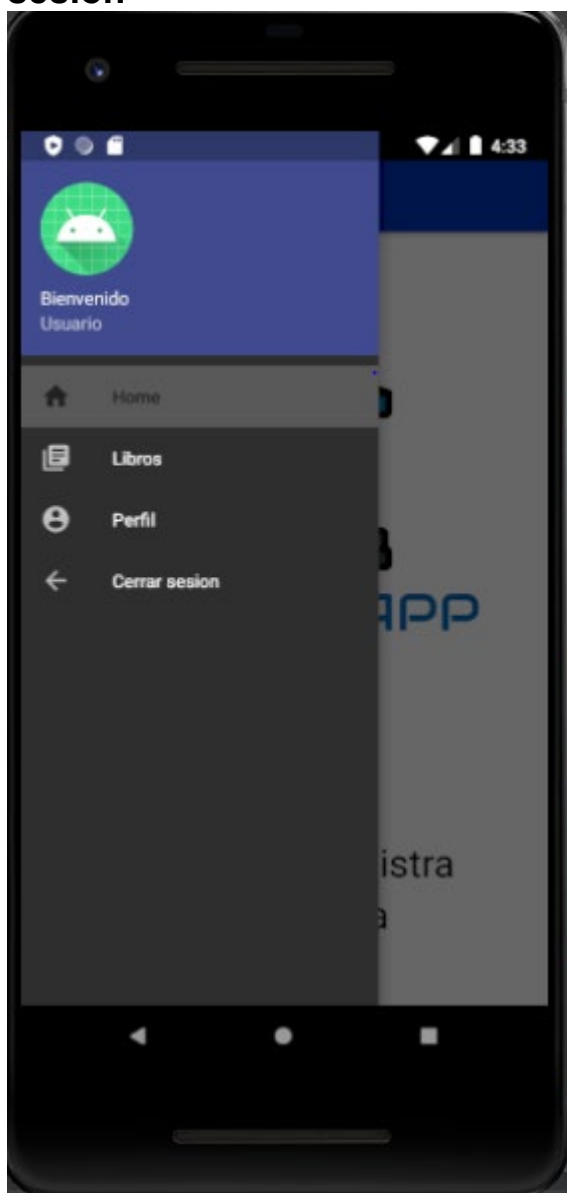 4:33
Bienvenido
Usuario
Home
Libros
Perfil
Cerrar sesion
APP
istra
a